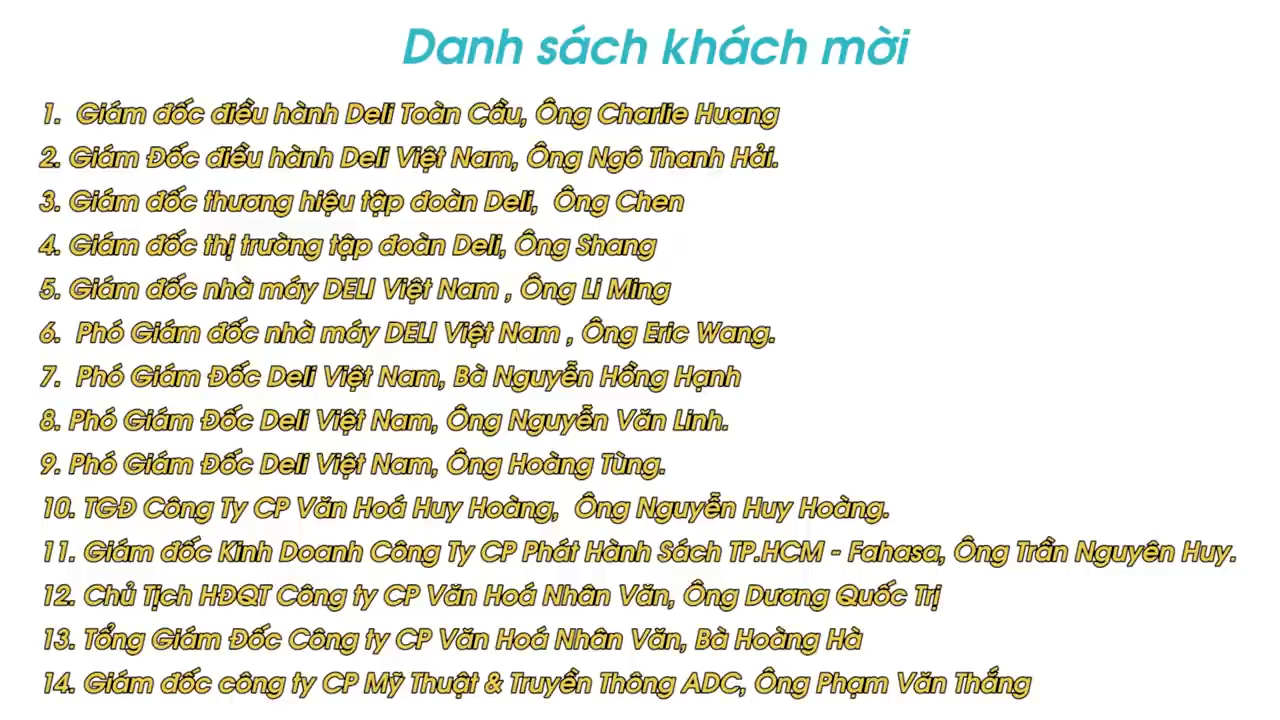 Danh sách khách mời
1. Giám đốc điều hành Deli Toàn Cầu, Ông Charlie Huang
2. Giám Đốc điều hành Deli Việt Nam, Ông Ngô Thanh Hải.
3. Giám đốc thương hiệu tập đoàn Deli, Ông Chen
4. Giám đốc thị trường tập đoàn Deli, Ông Shang
5. Giám đốc nhà máy DELI Việt Nam , Ông Li Ming
6. Phó Giám đốc nhà máy DELI Việt Nam , Ông Eric Wang.
7. Phó Giám Đốc Deli Việt Nam, Bà Nguyễn Hồng Hạnh
8. Phó Giám Đốc Deli Việt Nam, Ông Nguyễn Văn Linh.
9. Phó Giám Đốc Deli Việt Nam, Ông Hoàng Tùng.
10. TGĐ Công Ty CP Văn Hoá Huy Hoàng, Ông Nguyễn Huy Hoàng.
11. Giám đốc Kinh Doanh Công Ty CP Phát Hành Sách TP.HCM - Fahasa, Ông Trần Nguyên Huy.
12. Chủ Tịch HĐQT Công ty CP Văn Hoá Nhân Văn, Ông Dương Quốc Trị
13. Tổng Giám Đốc Công ty CP Văn Hoá Nhân Văn, Bà Hoàng Hà
14. Giám đốc công ty CP Mỹ Thuật & Truyền Thông ADC, Ông Phạm Văn Thắng